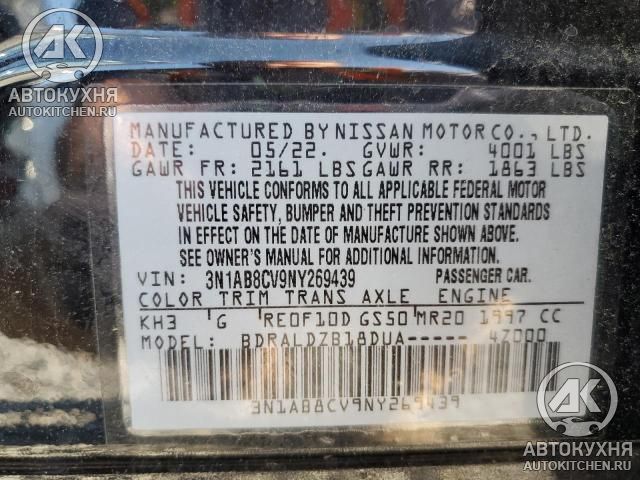 АК
АВТОКУХНЯ
AUTOKITCHEN.RU
MANUFACTURED BY NISSAN MOTOR CO., LTD.
DATE: 05/22. GVWR: 4001 LBS
GAWR FR: 2161 LBS GAWR RR: 1863 LBS
THIS VEHICLE CONFORMS TO ALL APPLICABLE FEDERAL MOTOR
VEHICLE SAFETY, BUMPER AND THEFT PREVENTION STANDARDS
IN EFFECT ON THE DATE OF MANUFACTURE SHOWN ABOVE.
SEE OWNER'S MANUAL FOR ADDITIONAL INFORMATION.
VIN: 3N1AB8CV9NY269439 PASSENGER CAR.
COLOR TRIM TRANS AXLE ENGINE
KH3 G RE0F10D GS50 MR20 1997 CC
MODEL: BDRALDZB18DUA----- 4Z000
3N1AB8CV9NY269439
АК
АВТОКУХНЯ
AUTOKITCHEN.RU